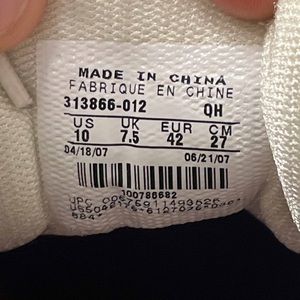 MADE IN CHINA
FABRIQUE EN CHINE
313866-012 QH
US UK EUR CM
10 7.5 42 27
04/18/07 06/21/07
100786682
UPC